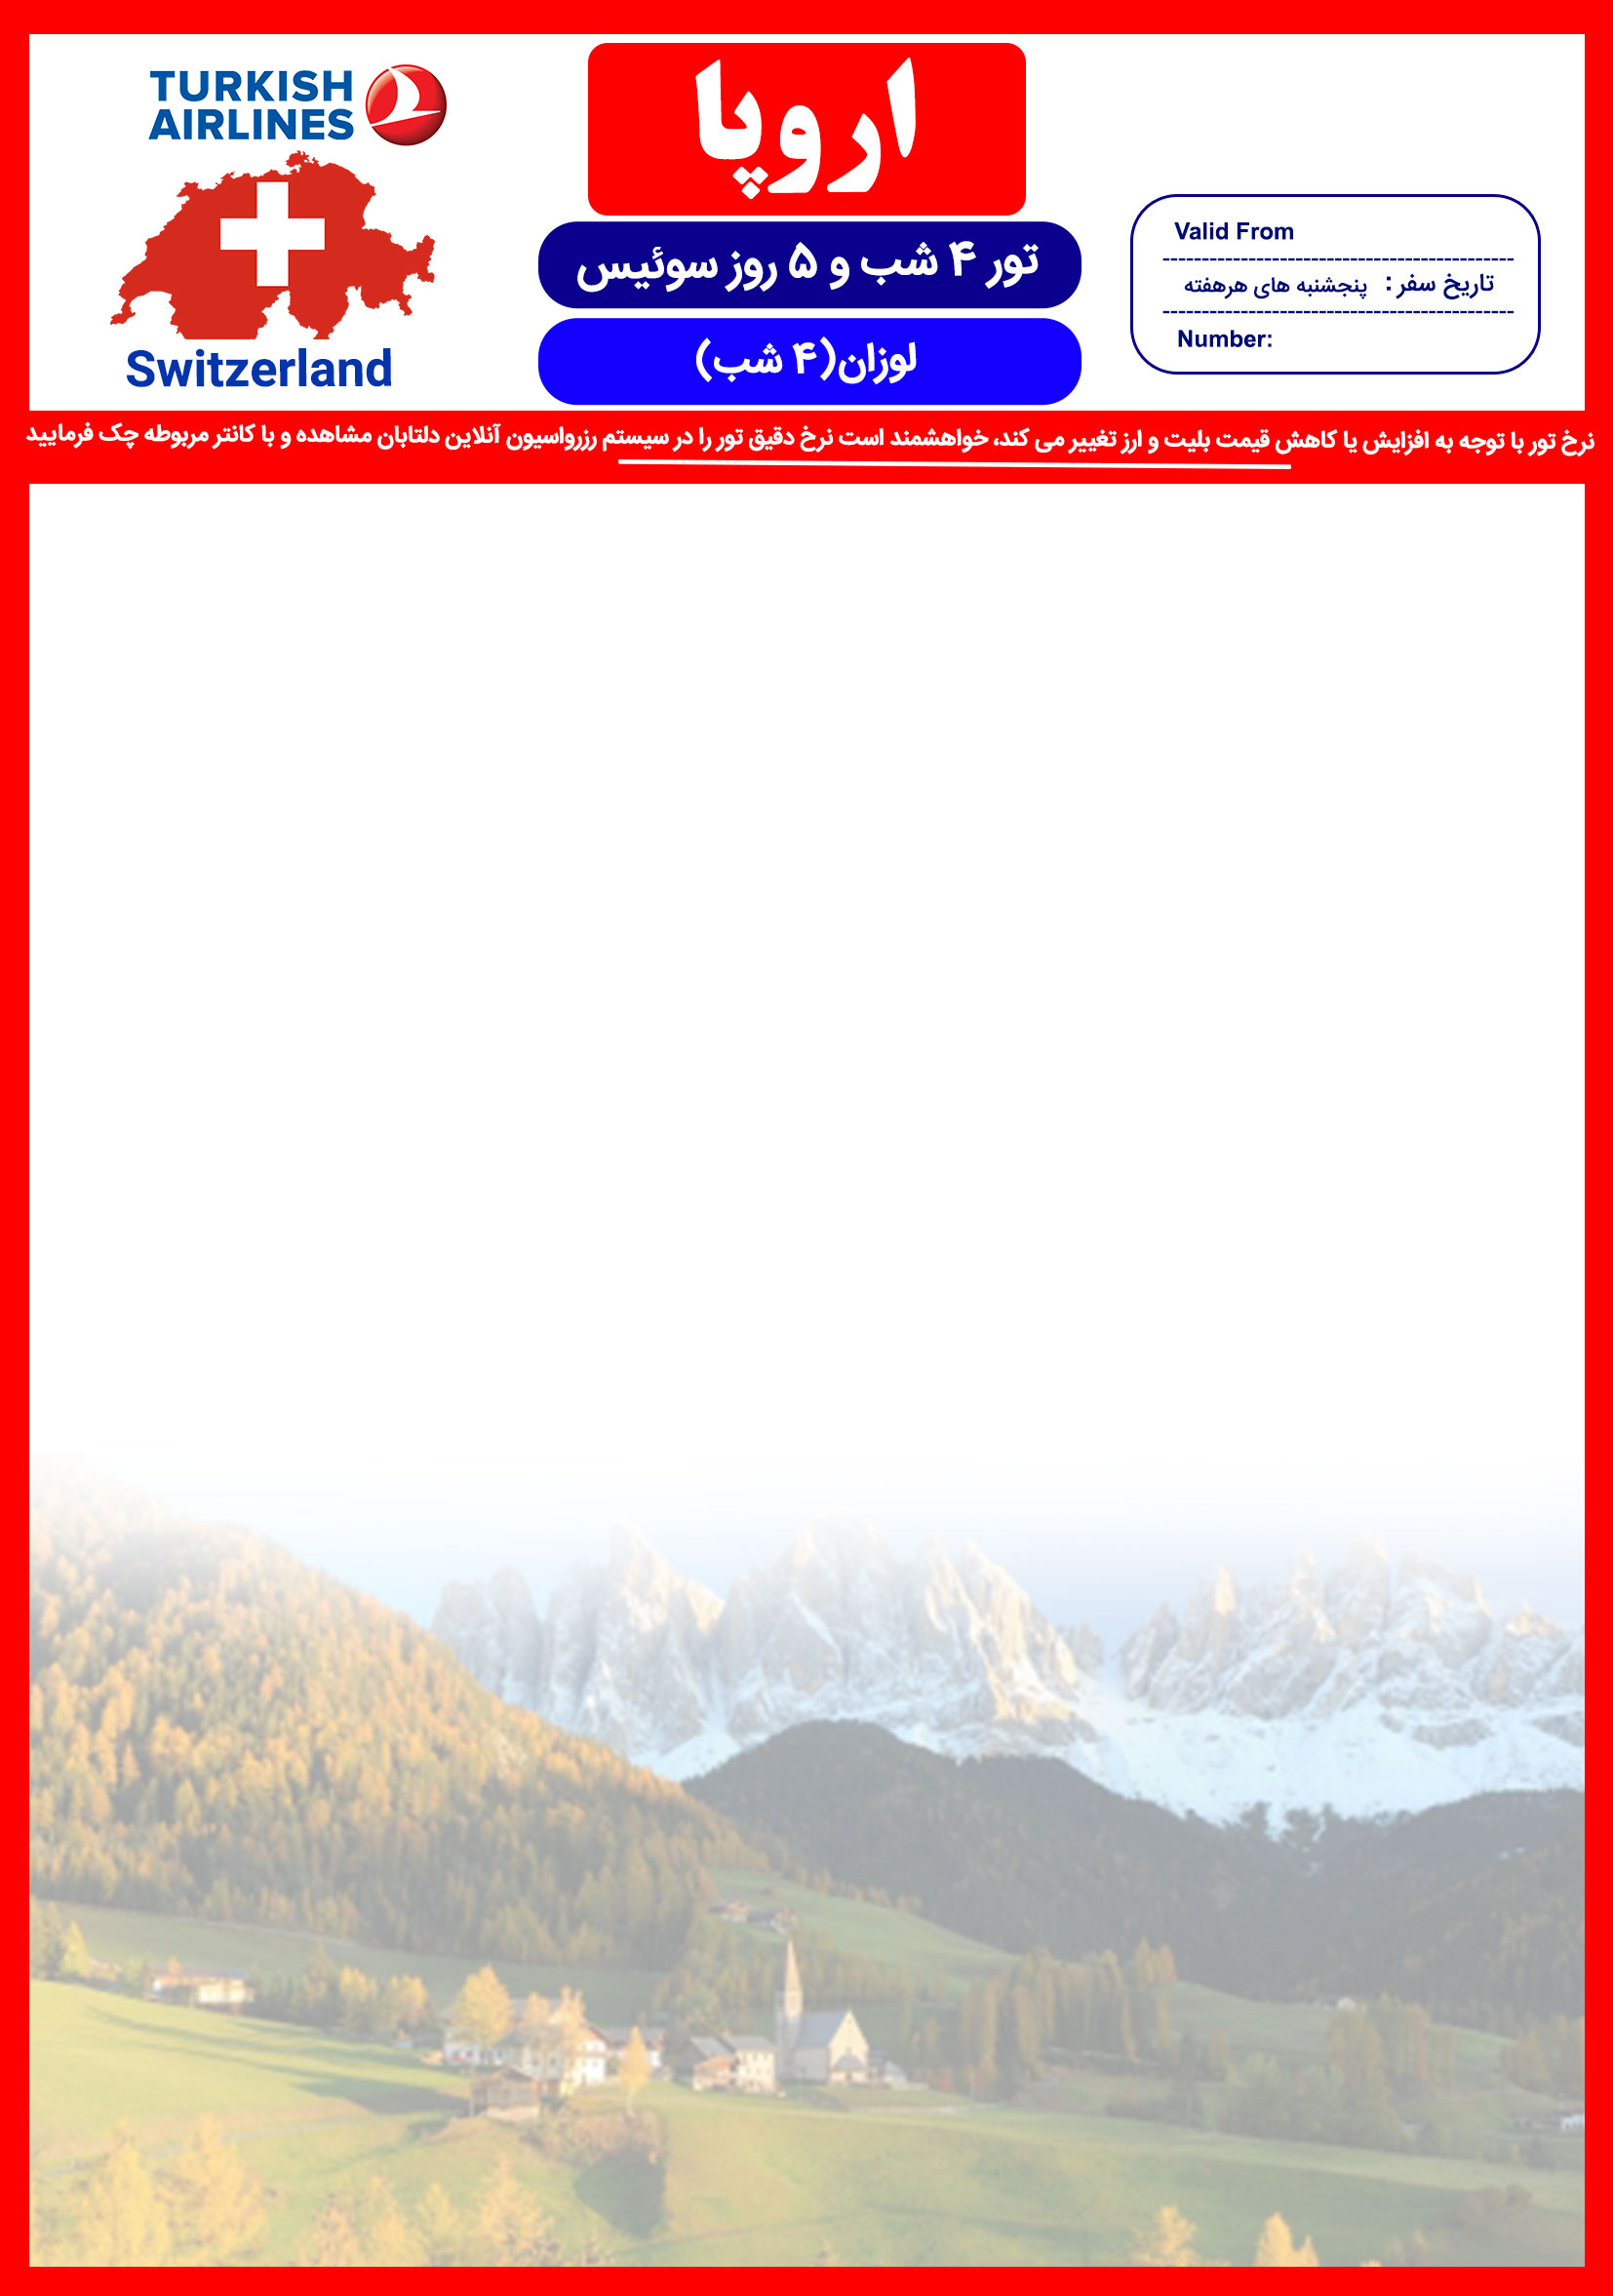 TURKISH
AIRLINES
Switzerland
اروپا
تور ۴ شب و ۵ روز سوئیس
لوزان(۴ شب)
Valid From
تاریخ سفر : پنجشنبه های هرهفته
Number:
نرخ تور با توجه به افزایش یا کاهش قیمت بلیت و ارز تغییر می کند، خواهشمند است نرخ دقیق تور را در سیستم رزرواسیون آنلاین دلتابان مشاهده و با کانتر مربوطه چک فرمایید